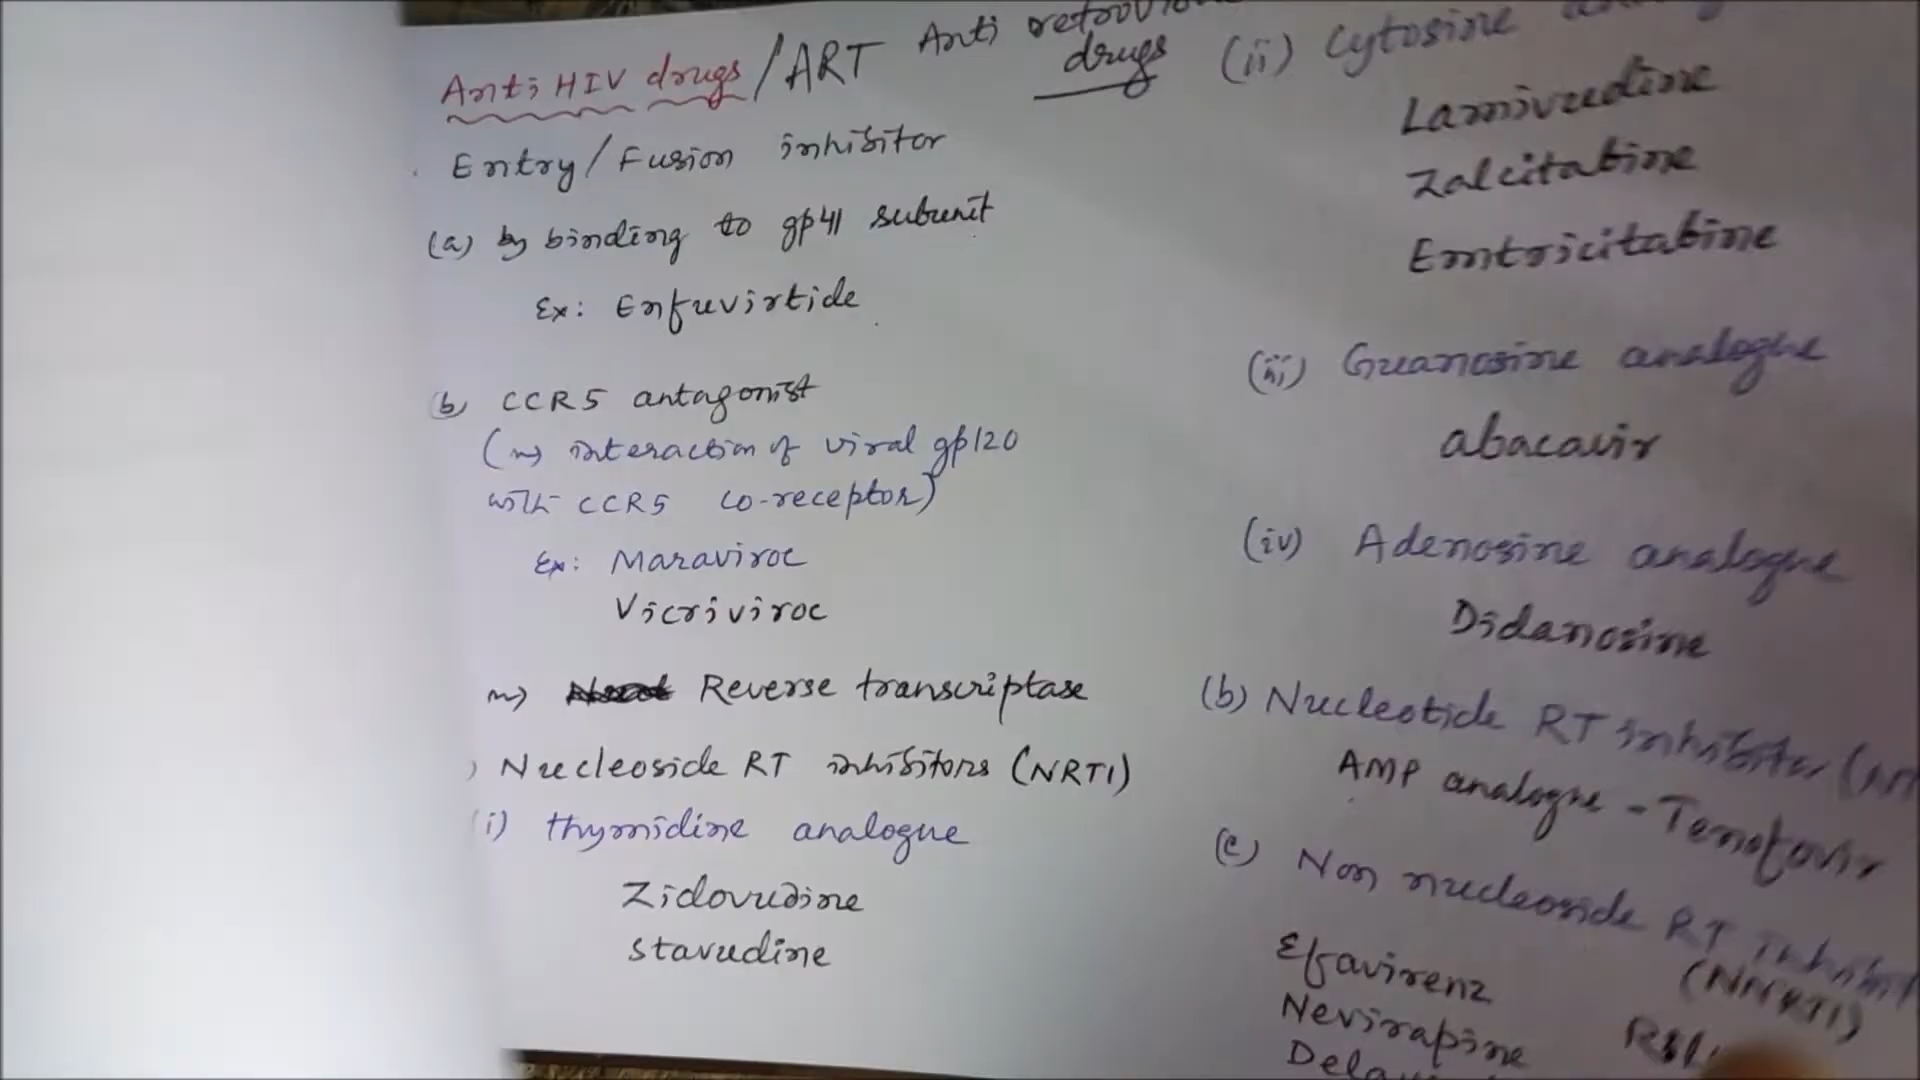 Anti HIV drugs / ART Anti
drugs
Entry / Fusion inhibitor
(a) by binding to gp41 subunit
Ex: Enfuvirtide
(b) CCR5 antagonist
( interaction of viral gp120
with CCR5 co-receptor)
Ex: Maraviroc
Vicriviroc
Reverse transcriptase
) Nucleoside RT inhibitors (NRTI)
(i) thymidine analogue
Zidovudine
Stavudine
(ii) Cytosine
Lamivudine
Zalcitabine
Emtricitabine
(iii) Guanosine analogue
abacavir
(iv) Adenosine analogue
Didanosine
(b) Nucleotide RT inhibitor
AMP analogue - Tenofovir
(c) Non nucleoside RT
(NNRTI)
Efavirenz
Nevirapine